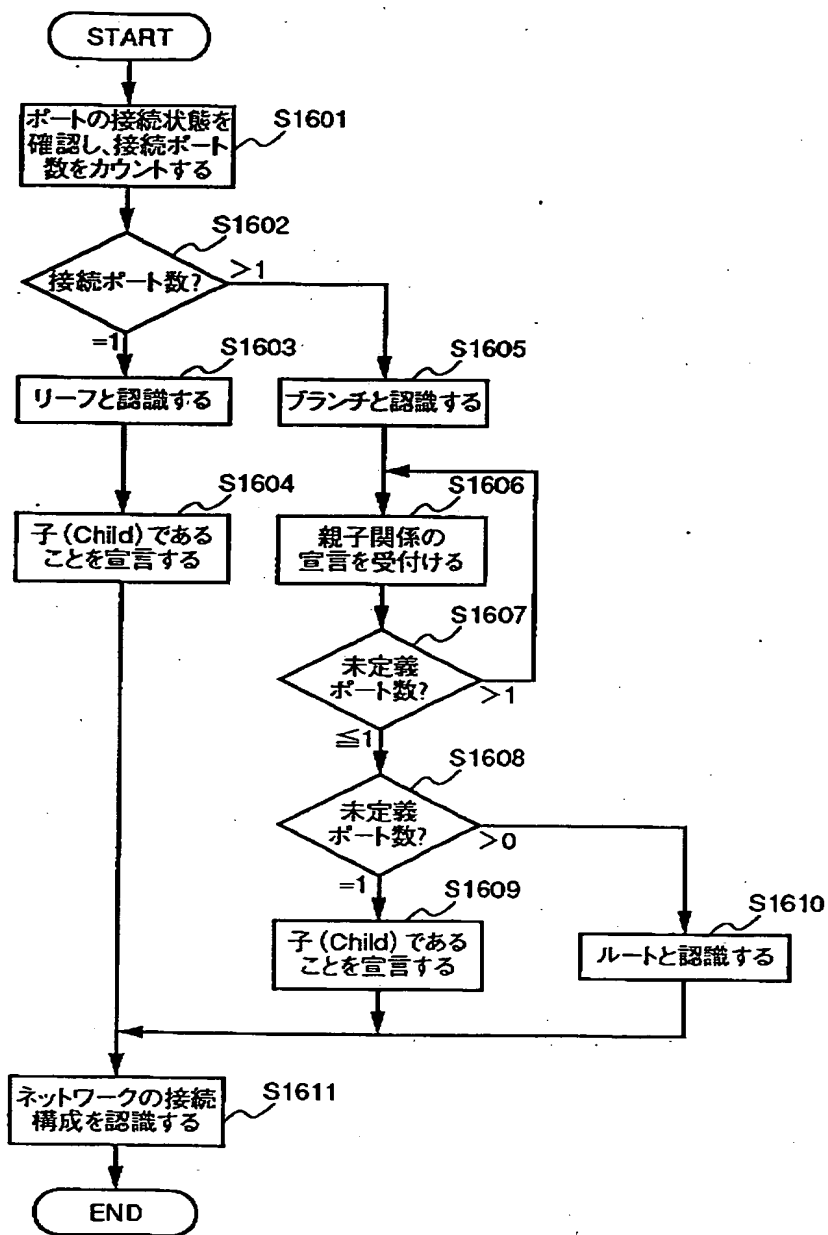 START
ポートの接続状態を
確認し、接続ポート
数をカウントする
S1601
S1602
接続ポート数?
>1
=1
S1603
リーフと認識する
S1605
ブランチと認識する
S1604
子(Child)である
ことを宣言する
S1606
親子関係の
宣言を受付ける
S1607
未定義
ポート数?
>1
≦1
S1608
未定義
ポート数?
>0
=1
S1609
子(Child)である
ことを宣言する
S1610
ルートと認識する
ネットワークの接続
構成を認識する
S1611
END